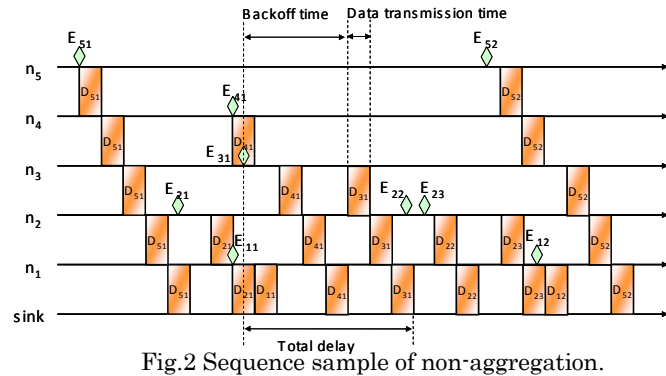 Backoff time
Data transmission time
E51
E52
n5
D51
E41
D52
n4
D51
D41
E31
D52
n3
D51
E21
D41
D31
E22
E23
D52
n2
D51
D21
E11
D41
D31
D22
D23
E12
D52
n1
D51
D21
D11
D41
D31
D22
D23
D12
D52
sink
Total delay
Fig.2 Sequence sample of non-aggregation.